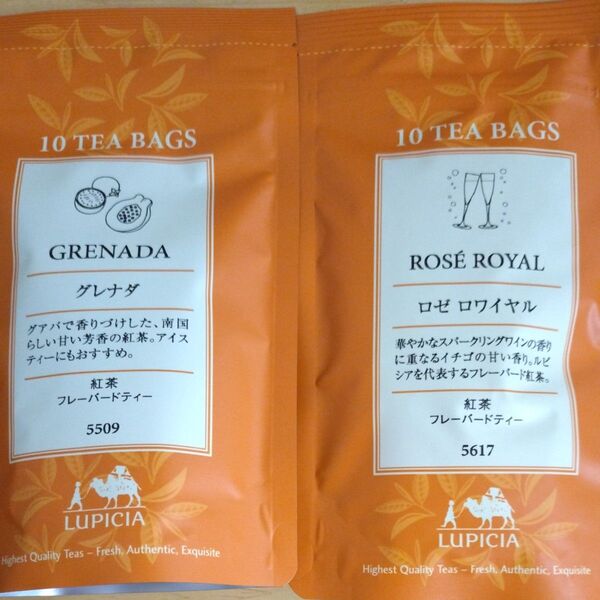 10 TEA BAGS
GRENADA
グレナダ
グアバで香りづけした、南国
らしい甘い芳香の紅茶。アイス
ティーにもおすすめ。
紅茶
フレーバードティー
5509
LUPICIA
Highest Quality Teas – Fresh, Authentic, Exquisite
10 TEA BAGS
ROSÉ ROYAL
ロゼ ロワイヤル
華やかなスパークリングワインの香り
に重なるイチゴの甘い香り。ルピ
シアを代表するフレーバード紅茶。
紅茶
フレーバードティー
5617
LUPICIA
Highest Quality Teas – Fresh, Authentic, Exquisite